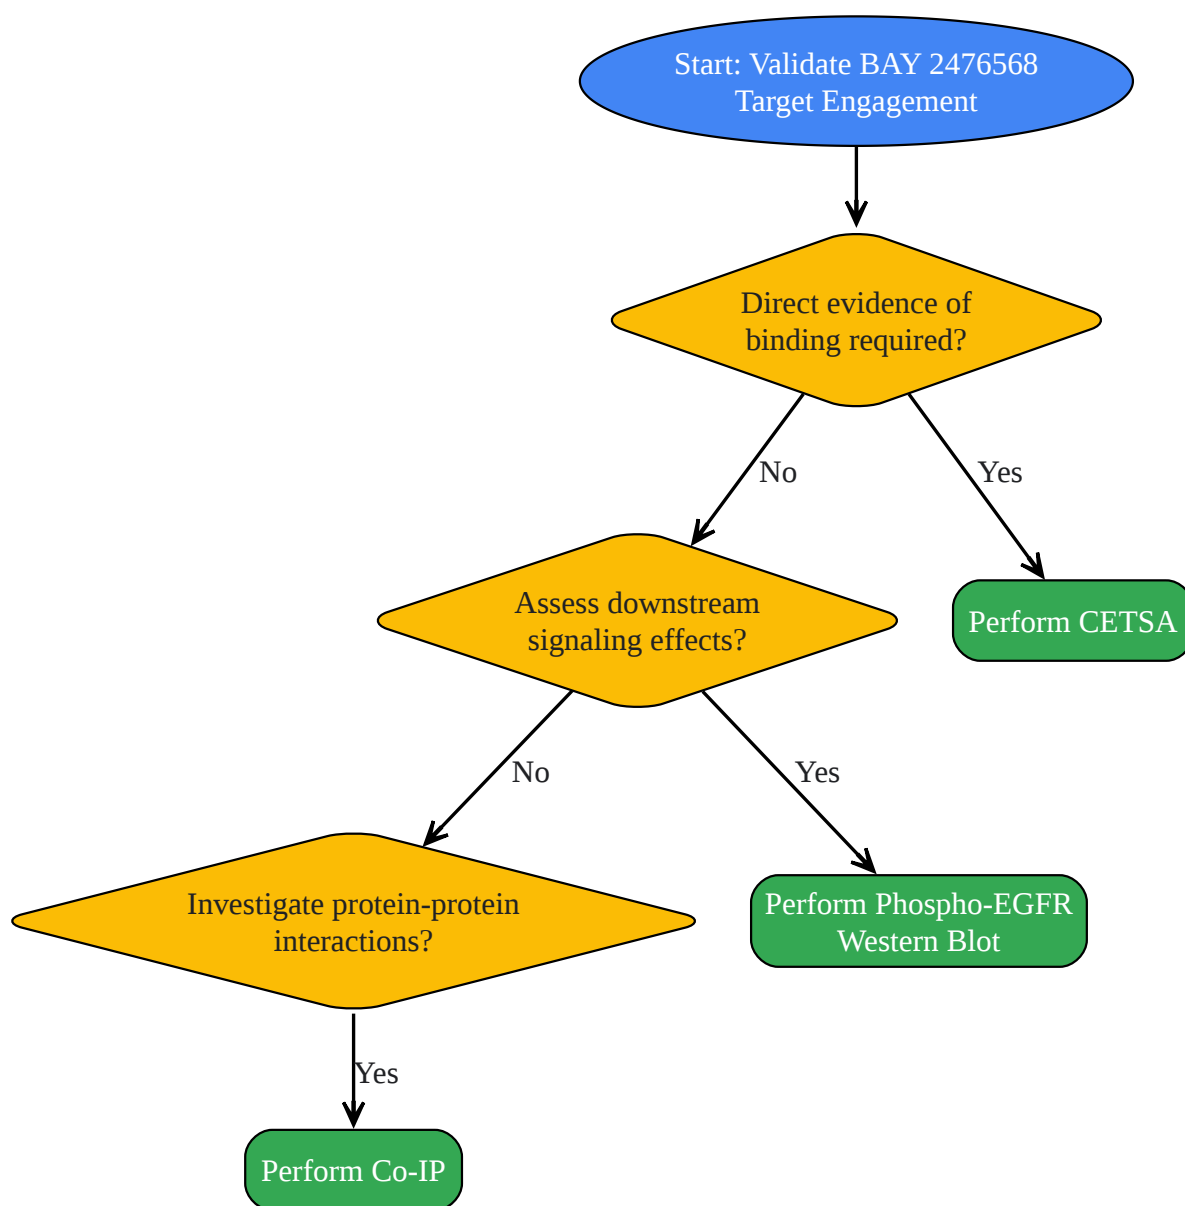 Start: Validate BAY 2476568
Target Engagement
Direct evidence of
binding required?
No
Yes
Assess downstream
signaling effects?
Perform CETSA
No
Yes
Investigate protein-protein
interactions?
Perform Phospho-EGFR
Western Blot
Yes
Perform Co-IP